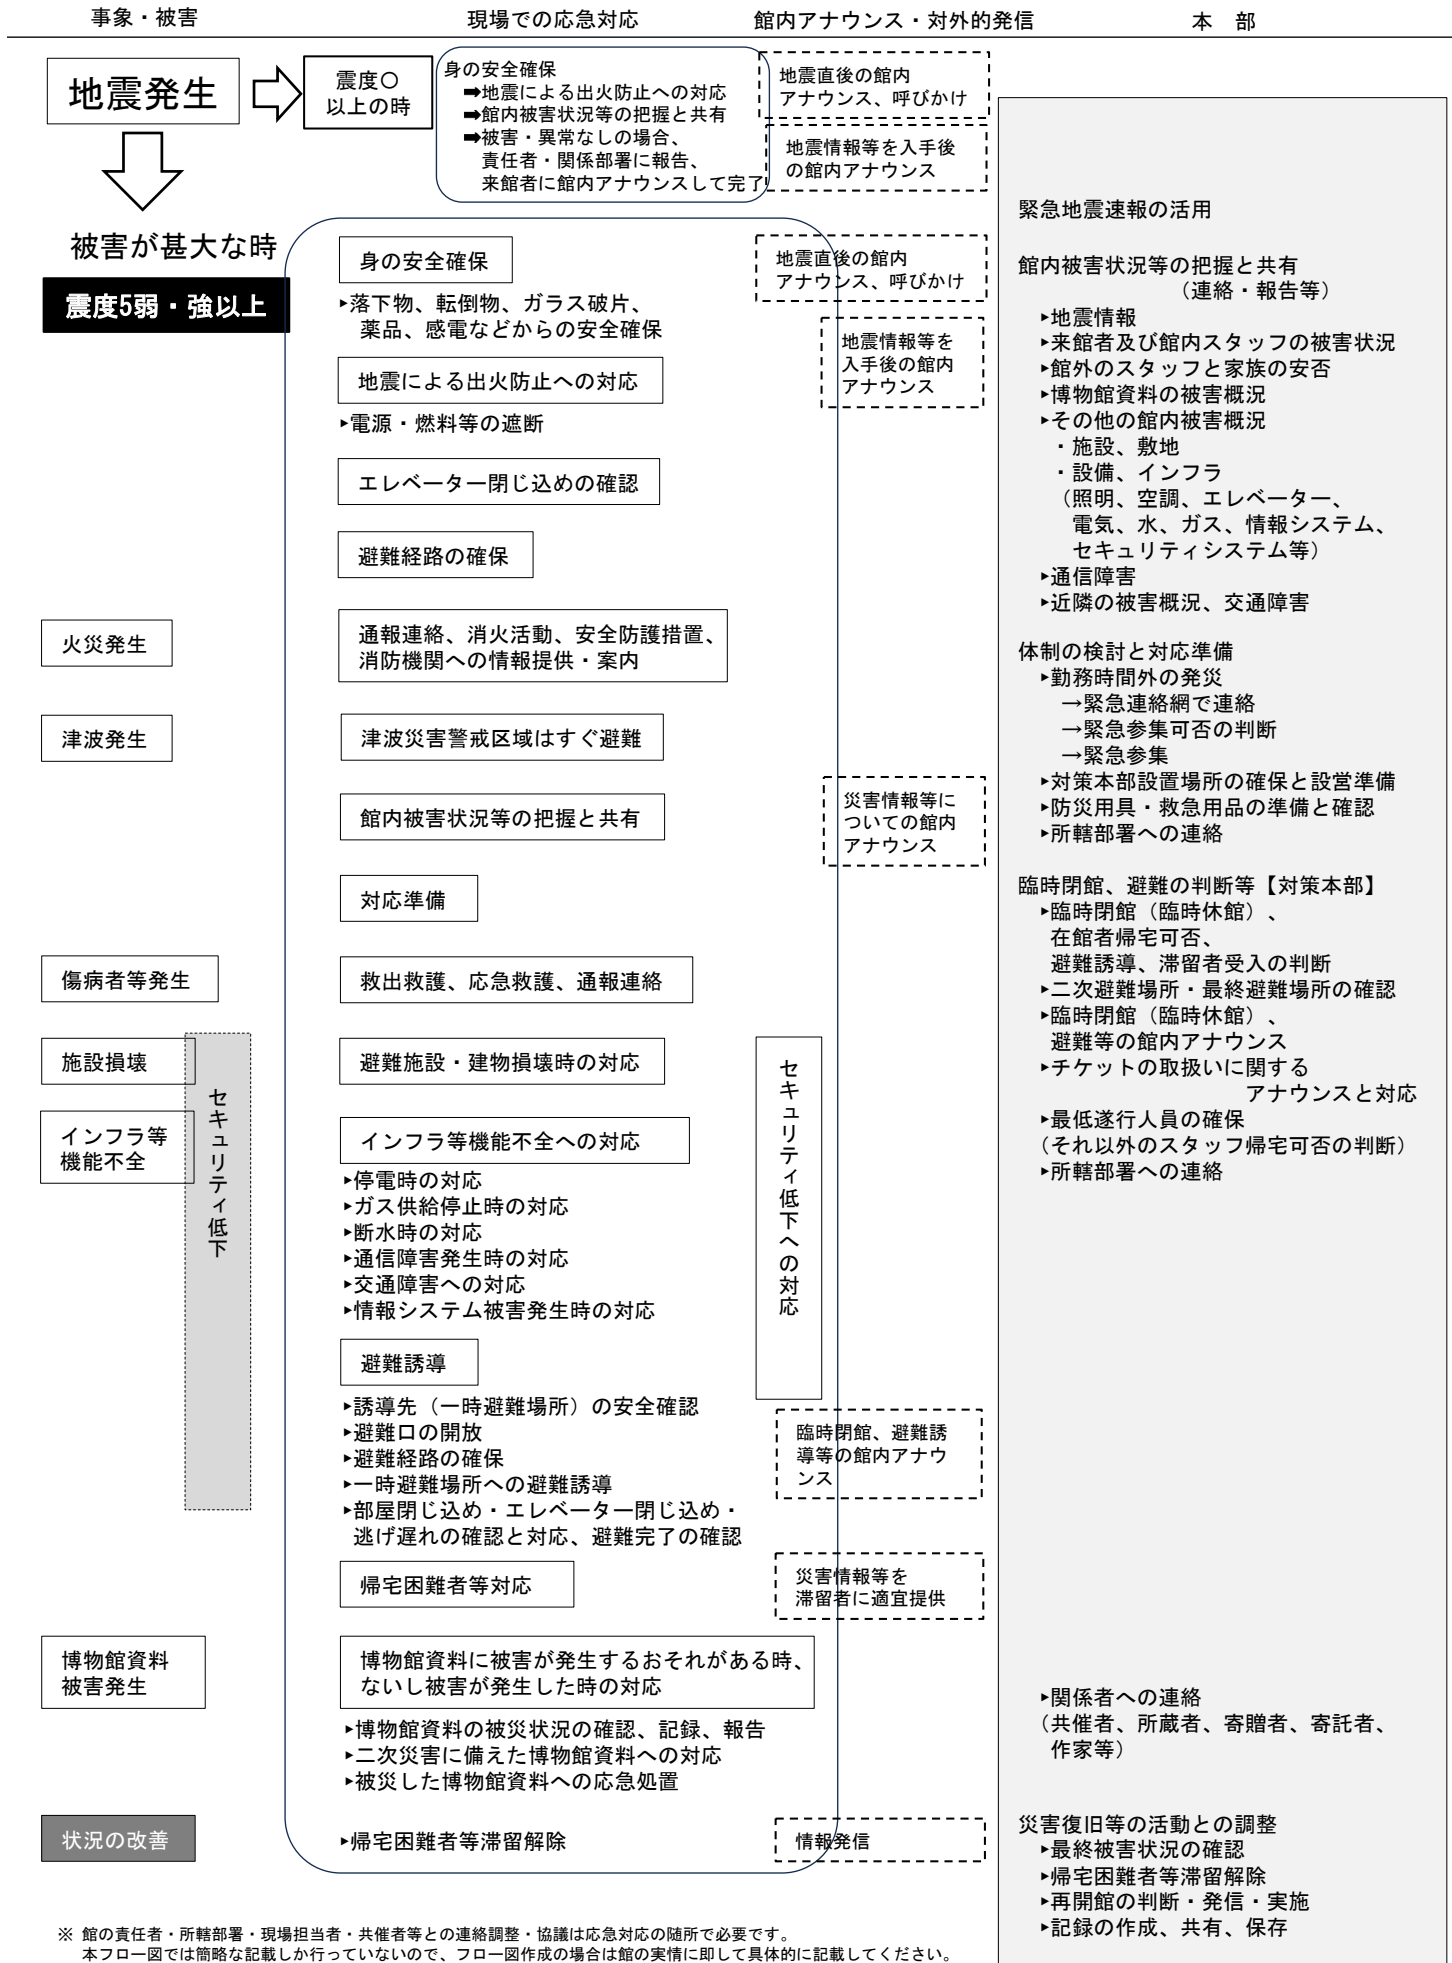 事象・被害
現場での応急対応
館内アナウンス・対外的発信
本　部
地震発生
震度〇
以上の時
身の安全確保
➡地震による出火防止への対応
➡館内被害状況等の把握と共有
➡被害・異常なしの場合、
責任者・関係部署に報告、
来館者に館内アナウンスして完了
地震直後の館内
アナウンス、呼びかけ
地震情報等を入手後
の館内アナウンス
被害が甚大な時
震度5弱・強以上
身の安全確保
▸落下物、転倒物、ガラス破片、
薬品、感電などからの安全確保
地震による出火防止への対応
▸電源・燃料等の遮断
エレベーター閉じ込めの確認
避難経路の確保
地震直後の館内
アナウンス、呼びかけ
地震情報等を
入手後の館内
アナウンス
火災発生
通報連絡、消火活動、安全防護措置、
消防機関への情報提供・案内
津波発生
津波災害警戒区域はすぐ避難
館内被害状況等の把握と共有
災害情報等に
ついての館内
アナウンス
対応準備
傷病者等発生
救出救護、応急救護、通報連絡
施設損壊
避難施設・建物損壊時の対応
インフラ等
機能不全
セキュリティ低下
インフラ等機能不全への対応
▸停電時の対応
▸ガス供給停止時の対応
▸断水時の対応
▸通信障害発生時の対応
▸交通障害への対応
▸情報システム被害発生時の対応
セキュリティ低下への対応
避難誘導
▸誘導先（一時避難場所）の安全確認
▸避難口の開放
▸避難経路の確保
▸一時避難場所への避難誘導
▸部屋閉じ込め・エレベーター閉じ込め・
逃げ遅れの確認と対応、避難完了の確認
臨時閉館、避難誘
導等の館内アナウ
ンス
帰宅困難者等対応
災害情報等を
滞留者に適宜提供
博物館資料
被害発生
博物館資料に被害が発生するおそれがある時、
ないし被害が発生した時の対応
▸博物館資料の被災状況の確認、記録、報告
▸二次災害に備えた博物館資料への対応
▸被災した博物館資料への応急処置
状況の改善
▸帰宅困難者等滞留解除
情報発信
緊急地震速報の活用
館内被害状況等の把握と共有
（連絡・報告等）
▸地震情報
▸来館者及び館内スタッフの被害状況
▸館外のスタッフと家族の安否
▸博物館資料の被害概況
▸その他の館内被害概況
・施設、敷地
・設備、インフラ
（照明、空調、エレベーター、
電気、水、ガス、情報システム、
セキュリティシステム等）
▸通信障害
▸近隣の被害概況、交通障害
体制の検討と対応準備
▸勤務時間外の発災
→緊急連絡網で連絡
→緊急参集可否の判断
→緊急参集
▸対策本部設置場所の確保と設営準備
▸防災用具・救急用品の準備と確認
▸所轄部署への連絡
臨時閉館、避難の判断等【対策本部】
▸臨時閉館（臨時休館）、
在館者帰宅可否、
避難誘導、滞留者受入の判断
▸二次避難場所・最終避難場所の確認
▸臨時閉館（臨時休館）、
避難等の館内アナウンス
▸チケットの取扱いに関する
アナウンスと対応
▸最低遂行人員の確保
（それ以外のスタッフ帰宅可否の判断）
▸所轄部署への連絡
▸関係者への連絡
（共催者、所蔵者、寄贈者、寄託者、
作家等）
災害復旧等の活動との調整
▸最終被害状況の確認
▸帰宅困難者等滞留解除
▸再開館の判断・発信・実施
▸記録の作成、共有、保存
※ 館の責任者・所轄部署・現場担当者・共催者等との連絡調整・協議は応急対応の随所で必要です。
本フロー図では簡略な記載しか行っていないので、フロー図作成の場合は館の実情に即して具体的に記載してください。